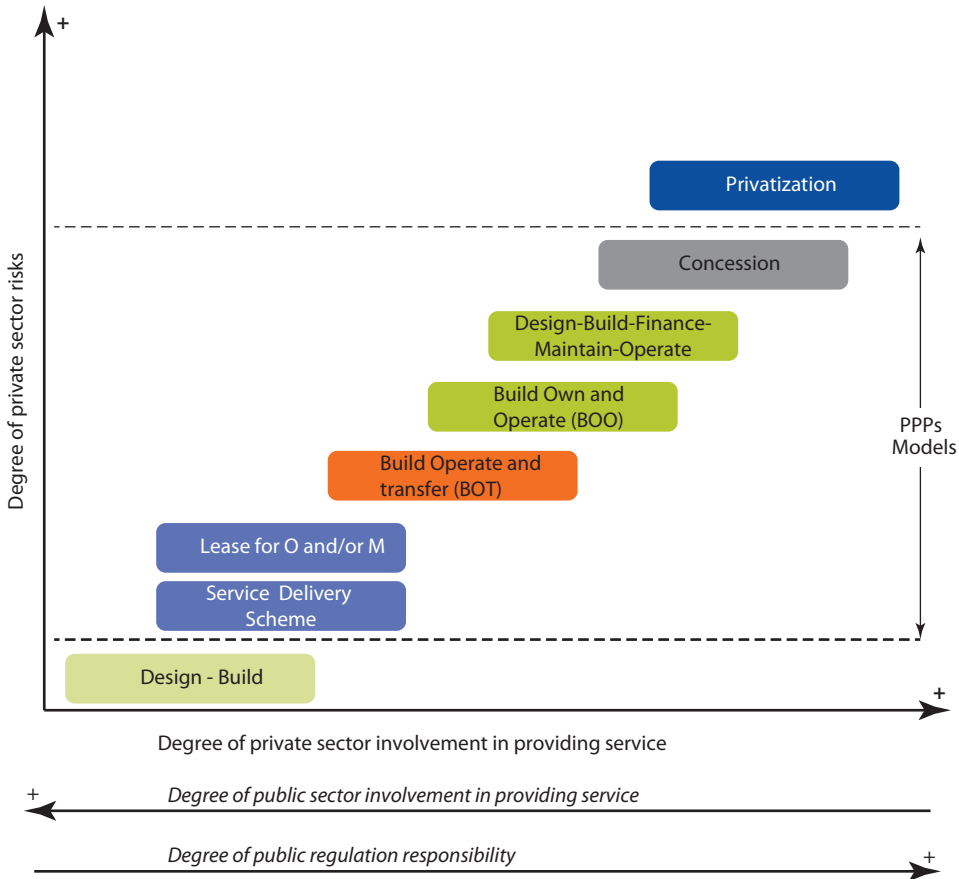 +
Degree of private sector risks
Privatization
Concession
Design-Build-Finance-
Maintain-Operate
Build Own and
Operate (BOO)
PPPs
Models
Build Operate and
transfer (BOT)
Lease for O and/or M
Service Delivery
Scheme
Design - Build
+
Degree of private sector involvement in providing service
+
Degree of public sector involvement in providing service
Degree of public regulation responsibility
+